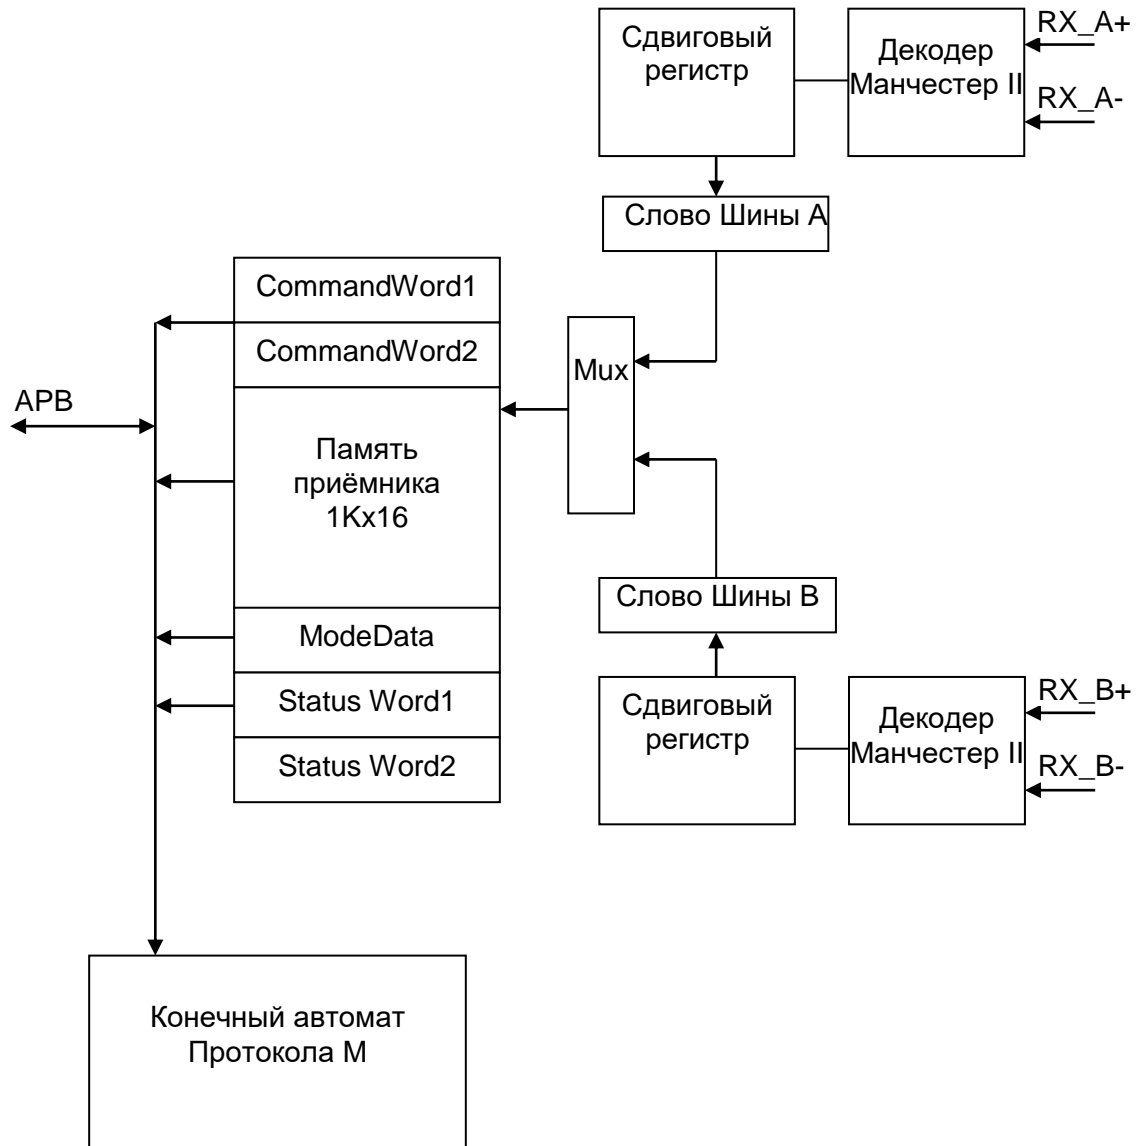 Сдвиговый
регистр
Декодер
Манчестер II
RX_A+
RX_A-
Слово Шины А
CommandWord1
CommandWord2
Mux
APB
Память
приёмника
1Kx16
Слово Шины В
ModeData
Status Word1
Status Word2
Сдвиговый
регистр
Декодер
Манчестер II
RX_B+
RX_B-
Конечный автомат
Протокола М